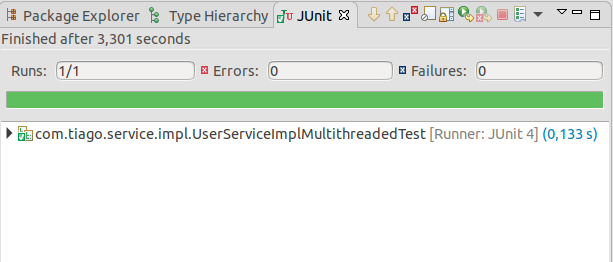 Package Explorer Type Hierarchy JUnit
Finished after 3,301 seconds
Runs: 1/1 Errors: 0 Failures: 0
com.tiago.service.impl.UserServiceImplMultithreadedTest [Runner: JUnit 4] (0,133 s)